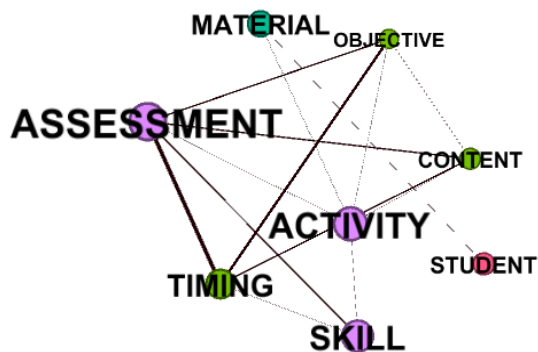 MATERIAL
OBJECTIVE
ASSESSMENT
CONTENT
ACTIVITY
STUDENT
TIMING
SKILL